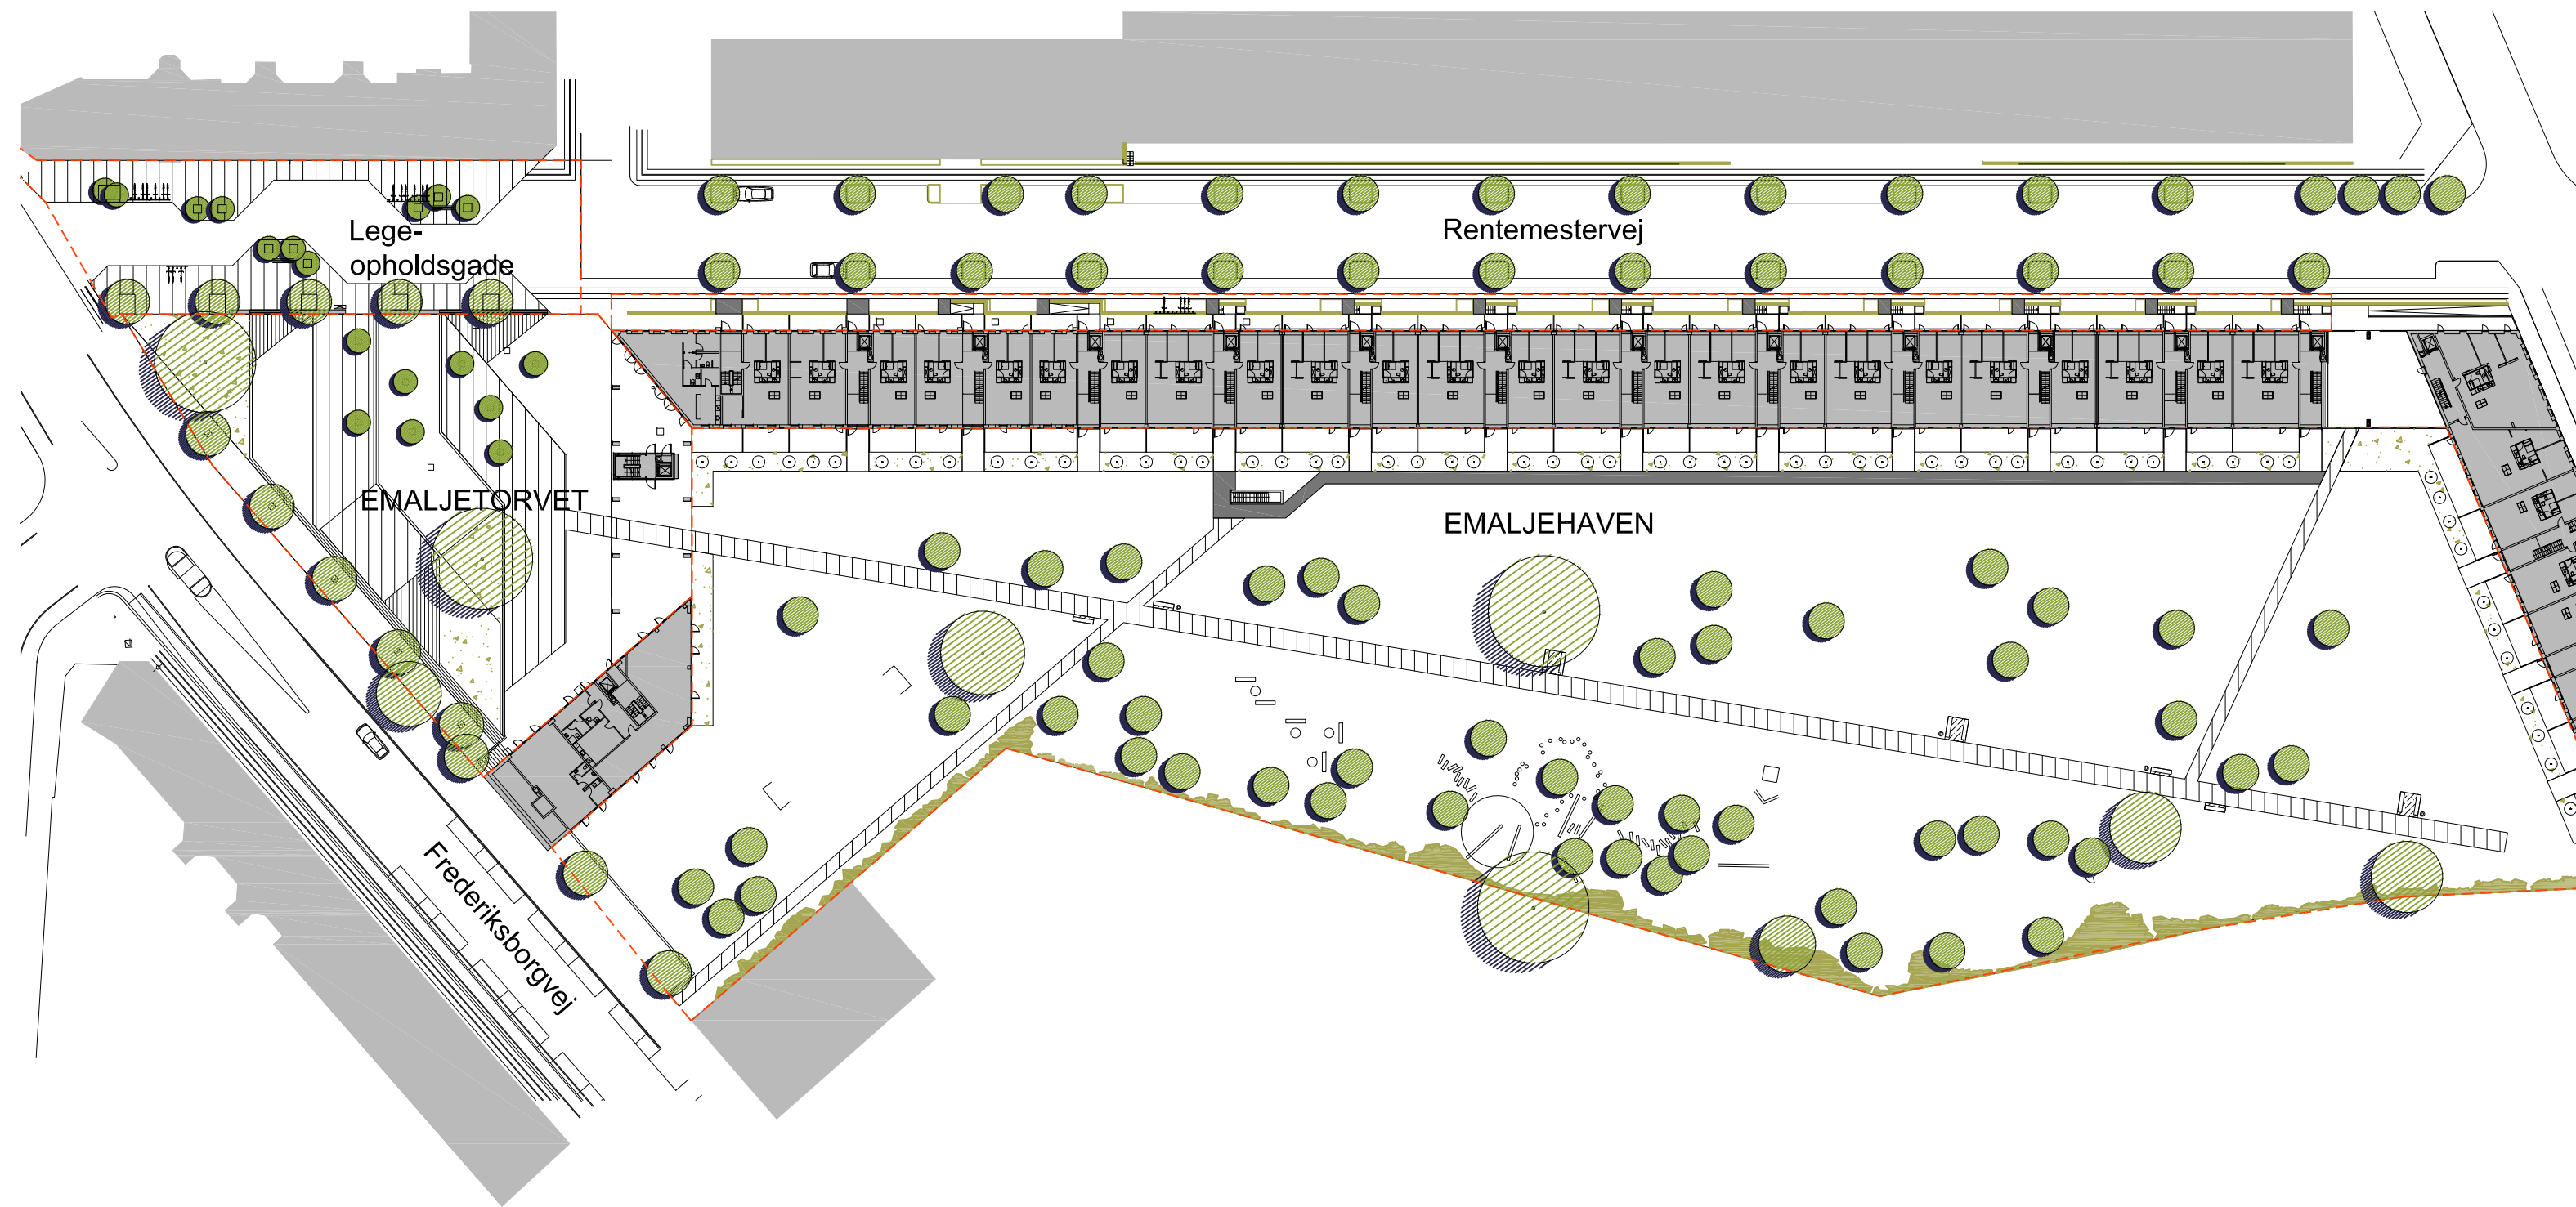 Lege-
opholdsgade
Rentemestervej
EMALJETORVET
EMALJEHAVEN
Frederiksborgvej